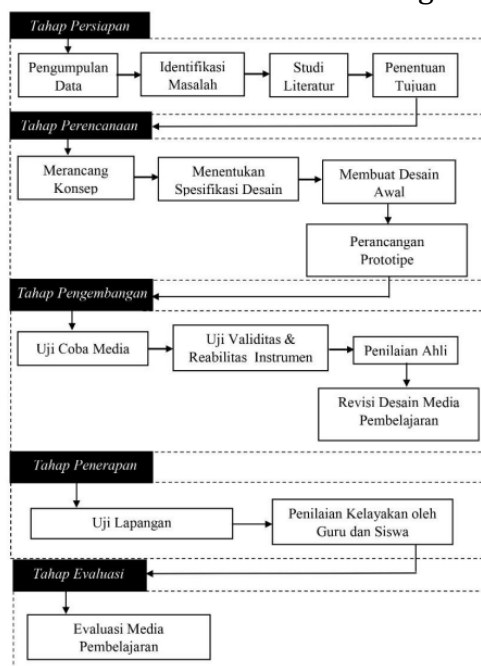 Tahap Persiapan
Pengumpulan
Data
Identifikasi
Masalah
Studi
Literatur
Penentuan
Tujuan
Tahap Perencanaan
Merancang
Konsep
Menentukan
Spesifikasi Desain
Membuat Desain
Awal
Perancangan
Prototipe
Tahap Pengembangan
Uji Coba Media
Uji Validitas &
Reabilitas Instrumen
Penilaian Ahli
Revisi Desain Media
Pembelajaran
Tahap Penerapan
Uji Lapangan
Penilaian Kelayakan oleh
Guru dan Siswa
Tahap Evaluasi
Evaluasi Media
Pembelajaran